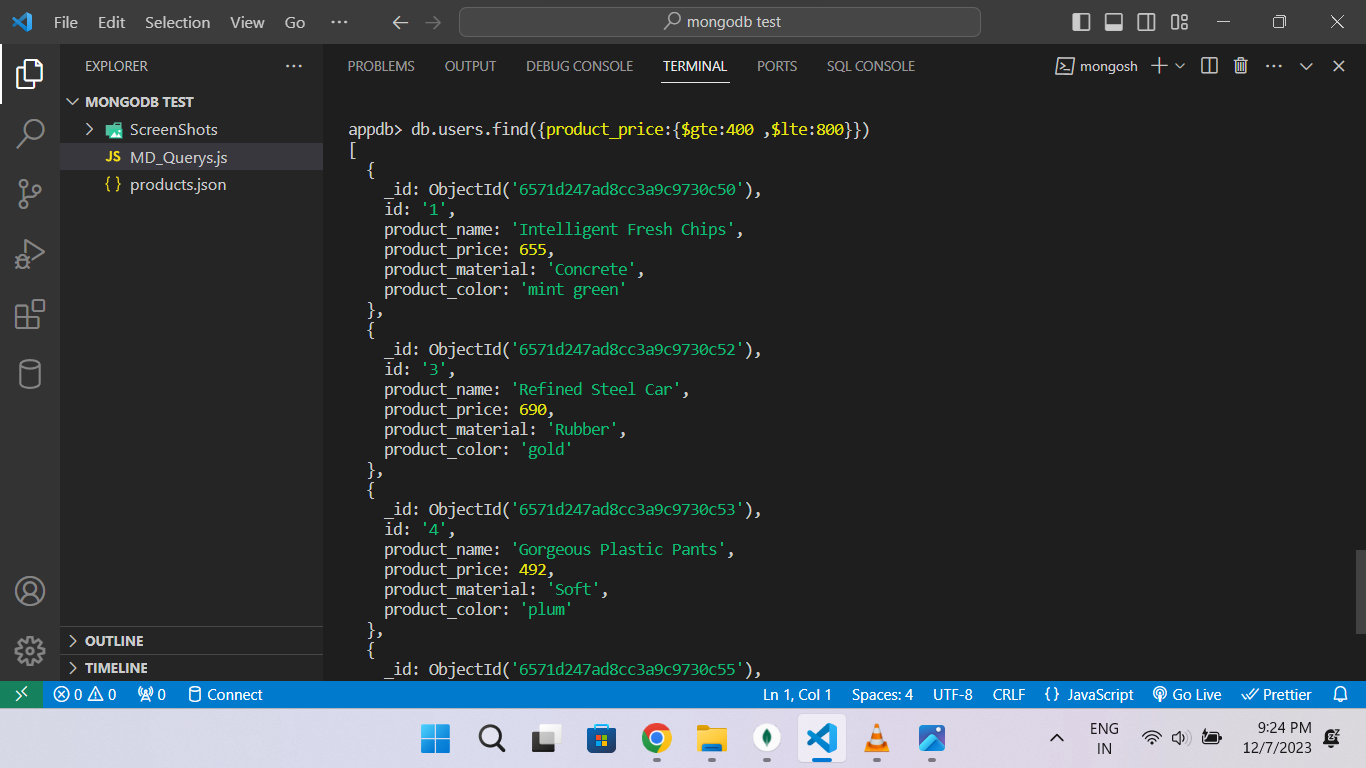 File Edit Selection View Go ··· mongodb test
EXPLORER ···
PROBLEMS OUTPUT DEBUG CONSOLE TERMINAL PORTS SQL CONSOLE mongosh
MONGODB TEST
ScreenShots
JS MD_Querys.js
{} products.json
OUTLINE
TIMELINE
appdb> db.users.find({product_price:{$gte:400 ,$lte:800}})
[
{
_id: ObjectId('6571d247ad8cc3a9c9730c50'),
id: '1',
product_name: 'Intelligent Fresh Chips',
product_price: 655,
product_material: 'Concrete',
product_color: 'mint green'
},
{
_id: ObjectId('6571d247ad8cc3a9c9730c52'),
id: '3',
product_name: 'Refined Steel Car',
product_price: 690,
product_material: 'Rubber',
product_color: 'gold'
},
{
_id: ObjectId('6571d247ad8cc3a9c9730c53'),
id: '4',
product_name: 'Gorgeous Plastic Pants',
product_price: 492,
product_material: 'Soft',
product_color: 'plum'
},
{
_id: ObjectId('6571d247ad8cc3a9c9730c55'),
0 0 0 Connect Ln 1, Col 1 Spaces: 4 UTF-8 CRLF {} JavaScript Go Live Prettier
ENG
IN
9:24 PM
12/7/2023